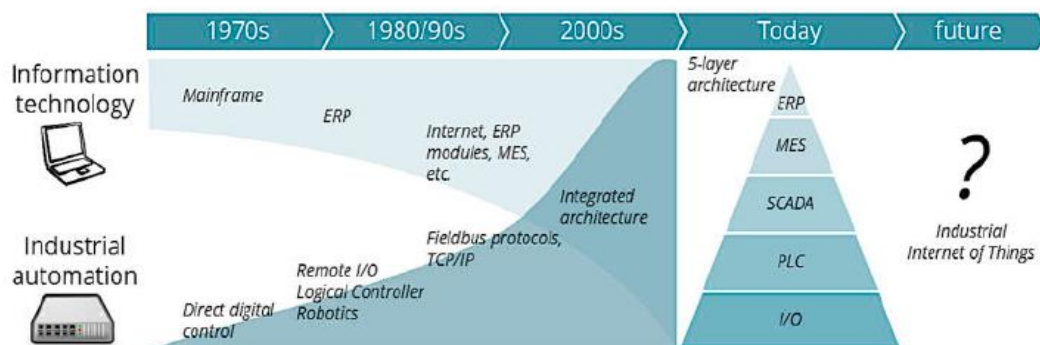 1970s
1980/90s
2000s
Today
future
Information
technology
Mainframe
ERP
Internet, ERP
modules, MES,
etc.
Integrated
architecture
Industrial
automation
Direct digital
control
Remote I/O
Logical Controller
Robotics
Fieldbus protocols,
TCP/IP
5-layer
architecture
ERP
MES
SCADA
PLC
I/O
?
Industrial
Internet of Things